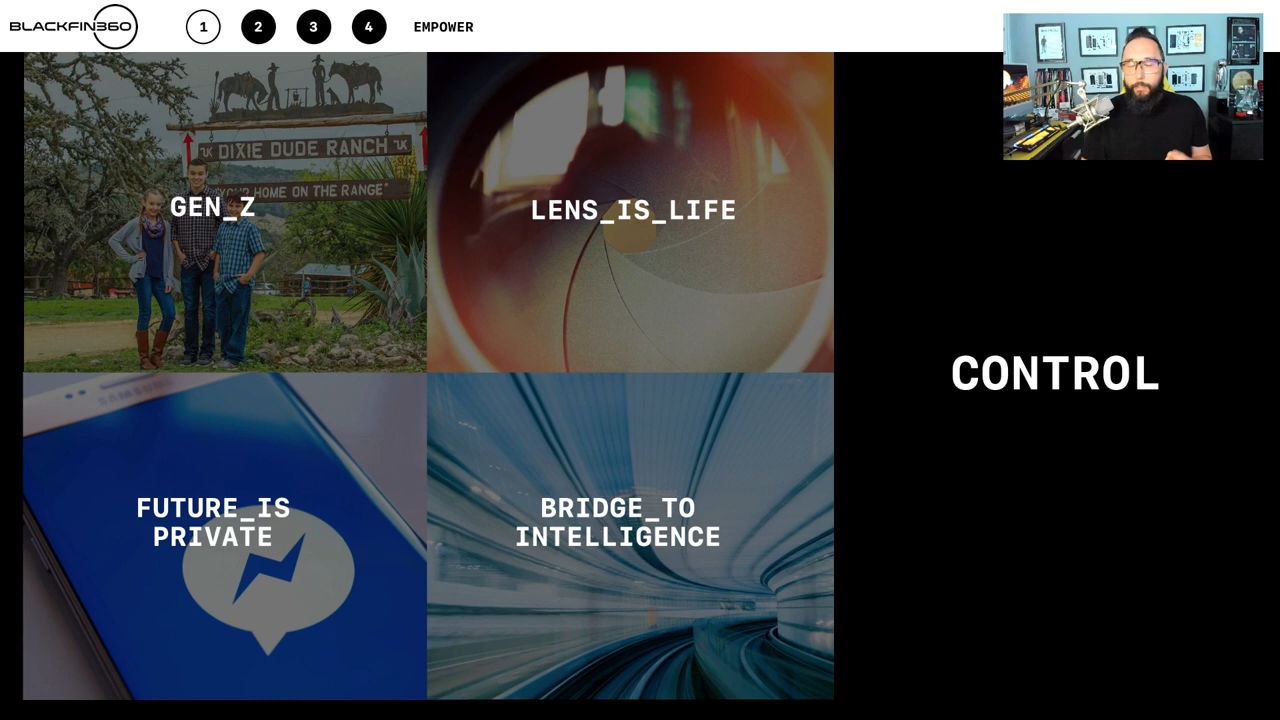 BLACKFIN360
1
2
3
4
EMPOWER
DIXIE DUDE RANCH
"YOUR HOME ON THE RANGE"
GEN_Z
LENS_IS_LIFE
CONTROL
SAMSUNG
FUTURE_IS
PRIVATE
BRIDGE_TO
INTELLIGENCE